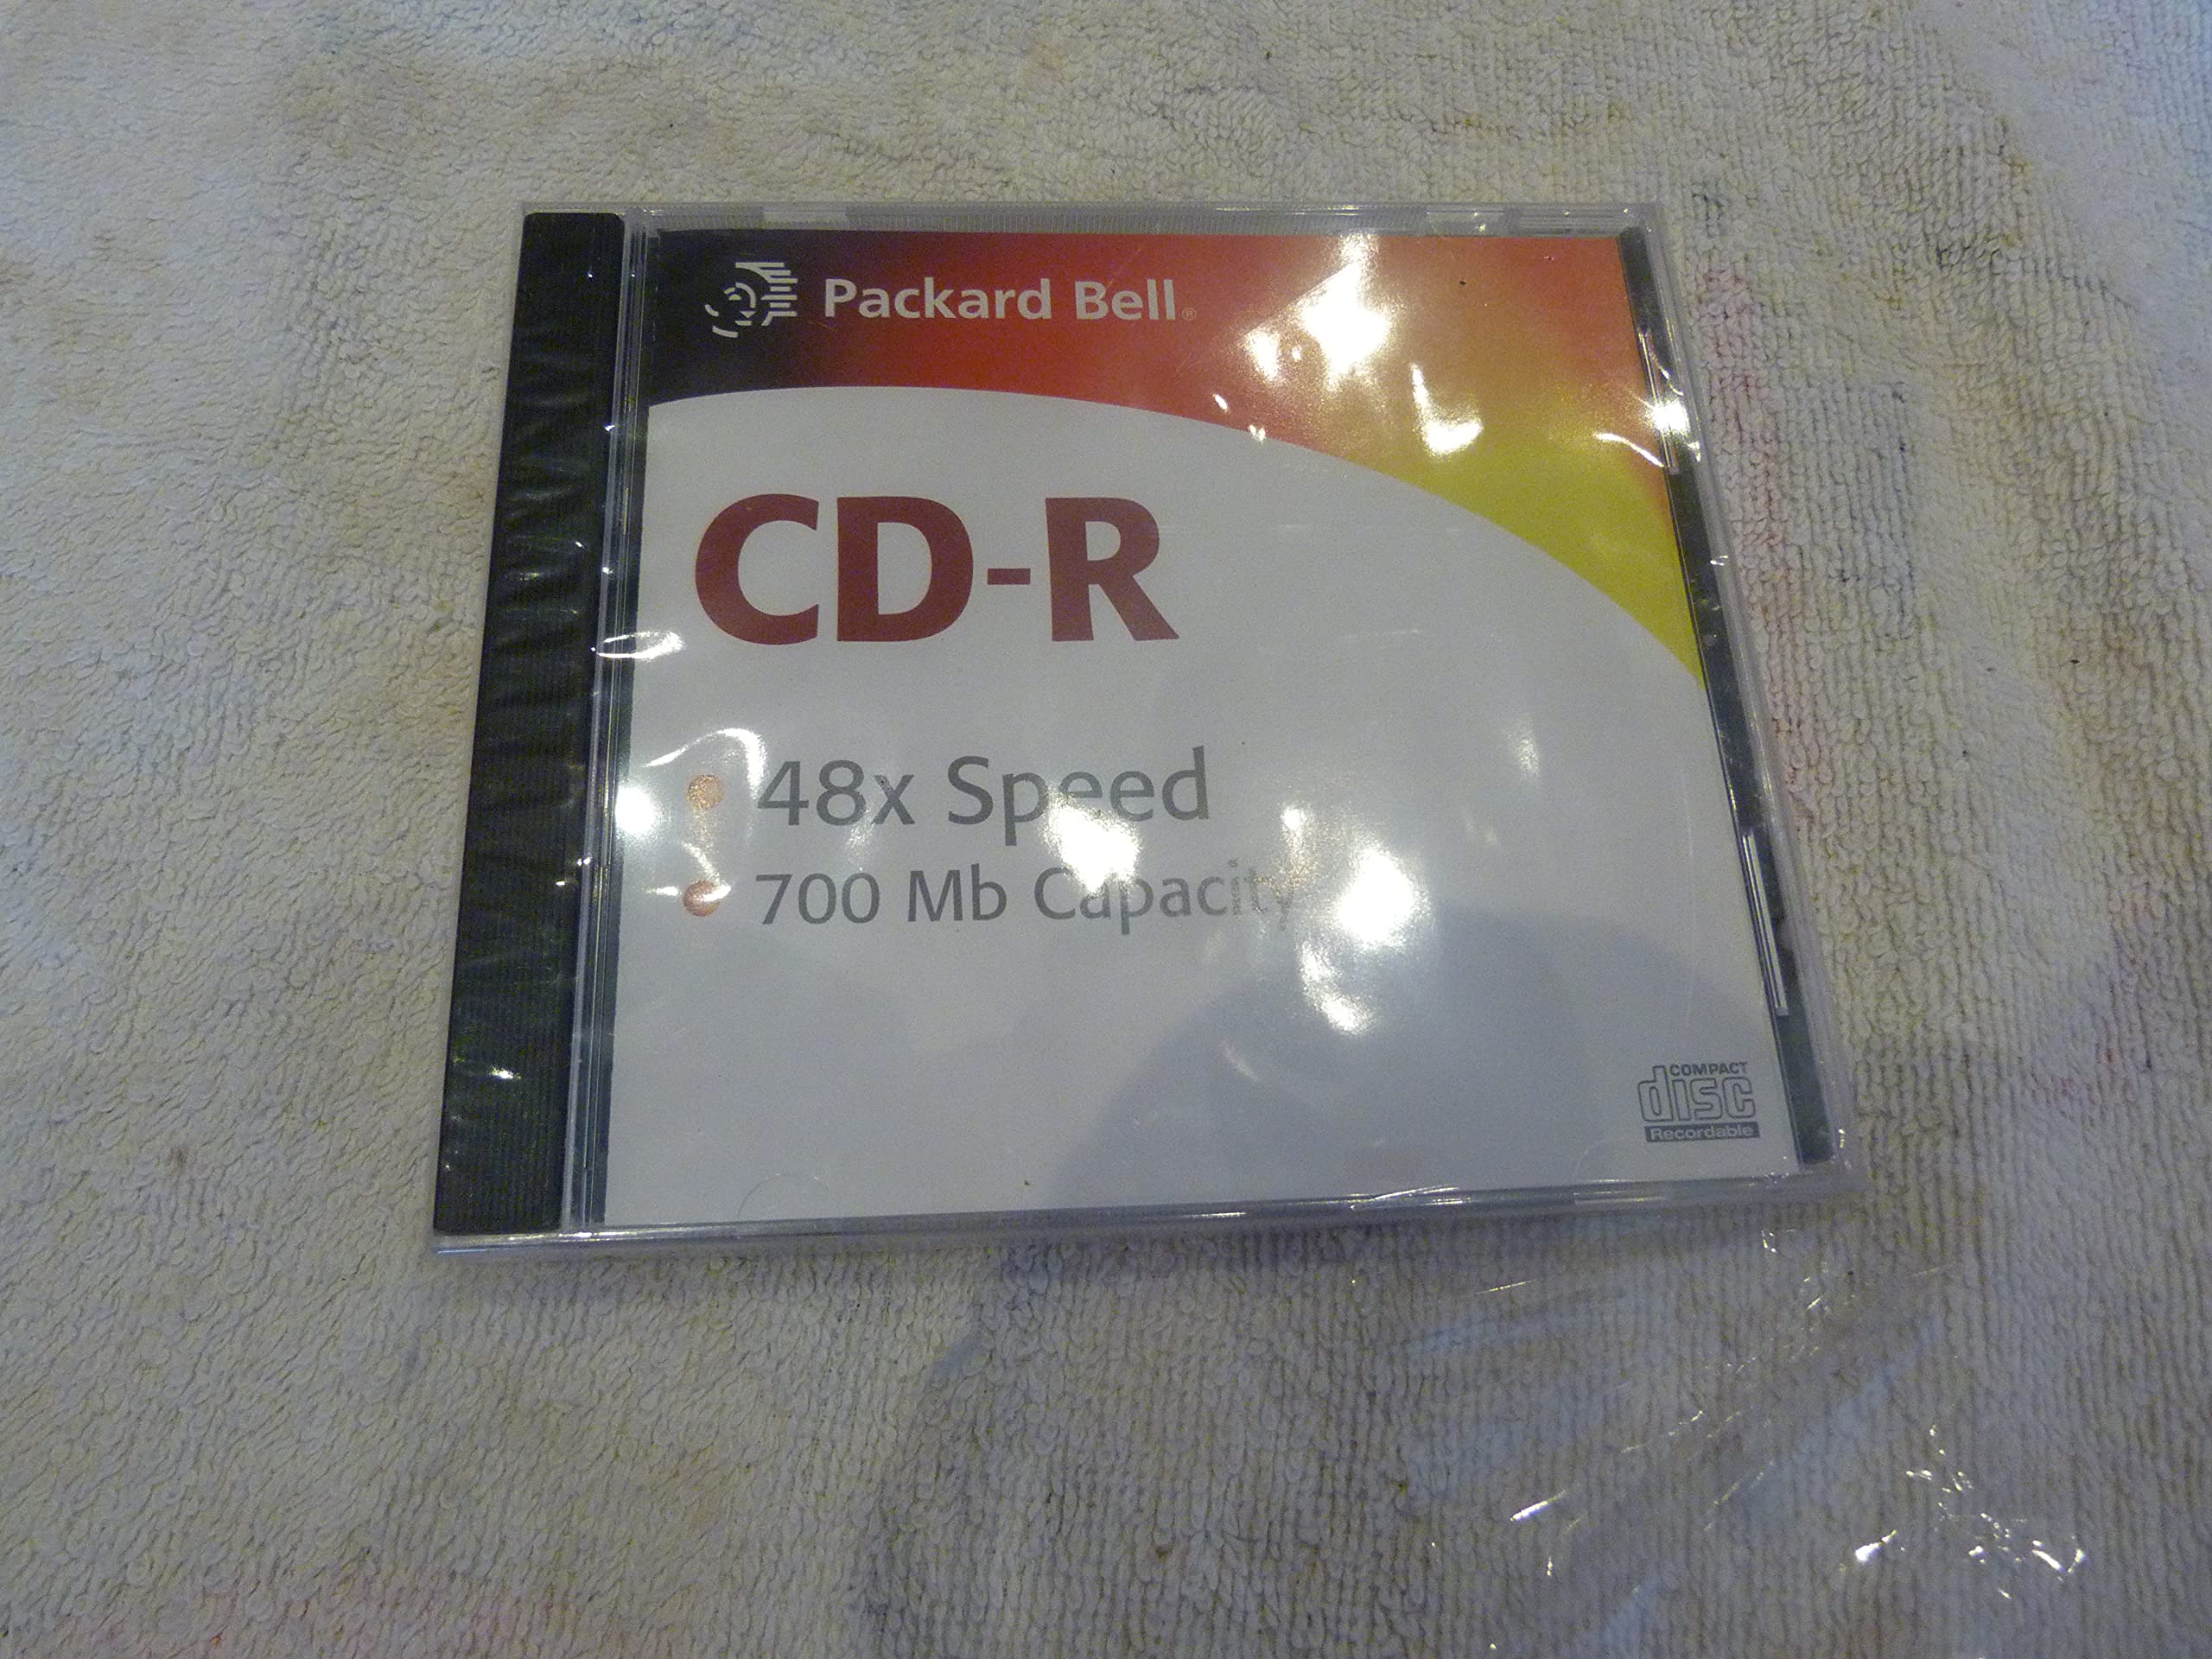 Packard Bell®
CD-R
48x Speed
700 Mb Capacity
COMPACT
disc
Recordable